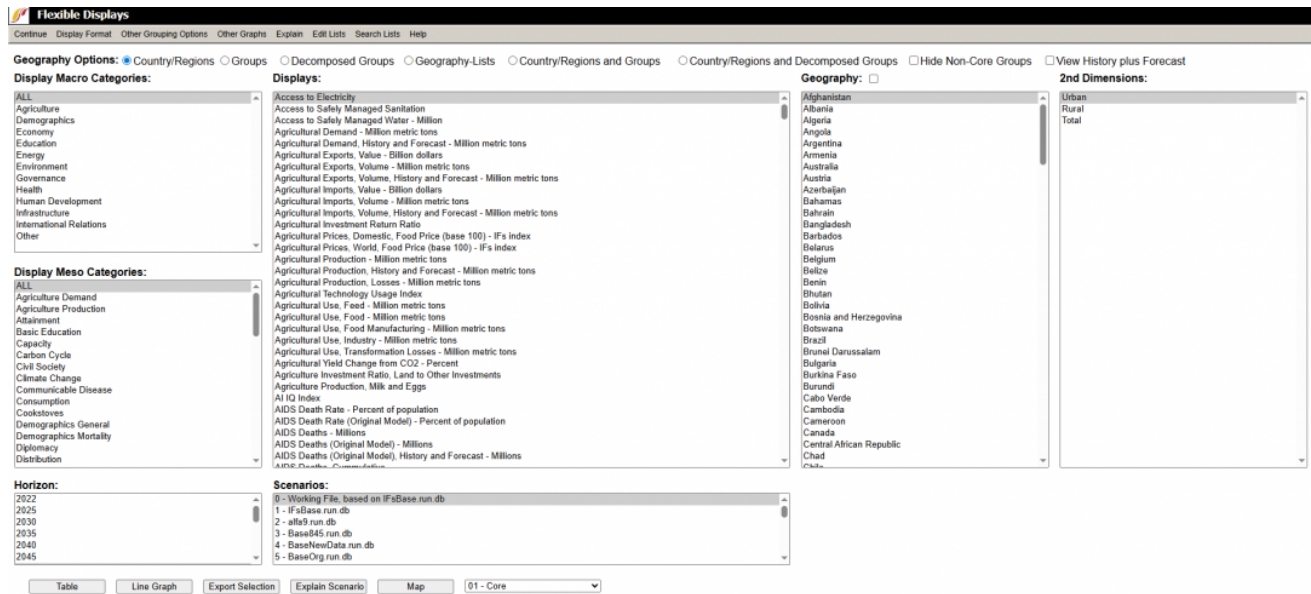 Flexible Displays
Continue Display Format Other Grouping Options Other Graphs Explain Edit Lists Search Lists Help
Geography Options: Country/Regions Groups Decomposed Groups Geography-Lists Country/Regions and Groups Country/Regions and Decomposed Groups Hide Non-Core Groups View History plus Forecast
Display Macro Categories:
ALL
Agriculture
Demographics
Economy
Education
Energy
Environment
Governance
Health
Human Development
Infrastructure
International Relations
Other
Display Meso Categories:
ALL
Agriculture Demand
Agriculture Production
Attainment
Basic Education
Capacity
Carbon Cycle
Civil Society
Climate Change
Communicable Disease
Consumption
Cookstoves
Demographics General
Demographics Mortality
Diplomacy
Distribution
Displays:
Access to Electricity
Access to Safely Managed Sanitation
Access to Safely Managed Water - Million
Agricultural Demand - Million metric tons
Agricultural Demand, History and Forecast - Million metric tons
Agricultural Exports, Value - Billion dollars
Agricultural Exports, Volume - Million metric tons
Agricultural Exports, Volume, History and Forecast - Million metric tons
Agricultural Imports, Value - Billion dollars
Agricultural Imports, Volume - Million metric tons
Agricultural Imports, Volume, History and Forecast - Million metric tons
Agricultural Investment Return Ratio
Agricultural Prices, Domestic, Food Price (base 100) - IFs index
Agricultural Prices, World, Food Price (base 100) - IFs index
Agricultural Production - Million metric tons
Agricultural Production, History and Forecast - Million metric tons
Agricultural Production, Losses - Million metric tons
Agricultural Technology Usage Index
Agricultural Use, Feed - Million metric tons
Agricultural Use, Food - Million metric tons
Agricultural Use, Food Manufacturing - Million metric tons
Agricultural Use, Industry - Million metric tons
Agricultural Use, Transformation Losses - Million metric tons
Agricultural Yield Change from CO2 - Percent
Agriculture Investment Ratio, Land to Other Investments
Agriculture Production, Milk and Eggs
AI IQ Index
AIDS Death Rate - Percent of population
AIDS Death Rate (Original Model) - Percent of population
AIDS Deaths - Millions
AIDS Deaths (Original Model) - Millions
AIDS Deaths (Original Model), History and Forecast - Millions
AIDS Deaths, Cummulative
Geography:
Afghanistan
Albania
Algeria
Angola
Argentina
Armenia
Australia
Austria
Azerbaijan
Bahamas
Bahrain
Bangladesh
Barbados
Belarus
Belgium
Belize
Benin
Bhutan
Bolivia
Bosnia and Herzegovina
Botswana
Brazil
Brunei Darussalam
Bulgaria
Burkina Faso
Burundi
Cabo Verde
Cambodia
Cameroon
Canada
Central African Republic
Chad
Chile
2nd Dimensions:
Urban
Rural
Total
Horizon:
2022
2025
2030
2035
2040
2045
Scenarios:
0 - Working File, based on IFsBase.run.db
1 - IFsBase.run.db
2 - alfa9.run.db
3 - Base845.run.db
4 - BaseNewData.run.db
5 - BaseOrg.run.db
Table Line Graph Export Selection Explain Scenario Map 01 - Core